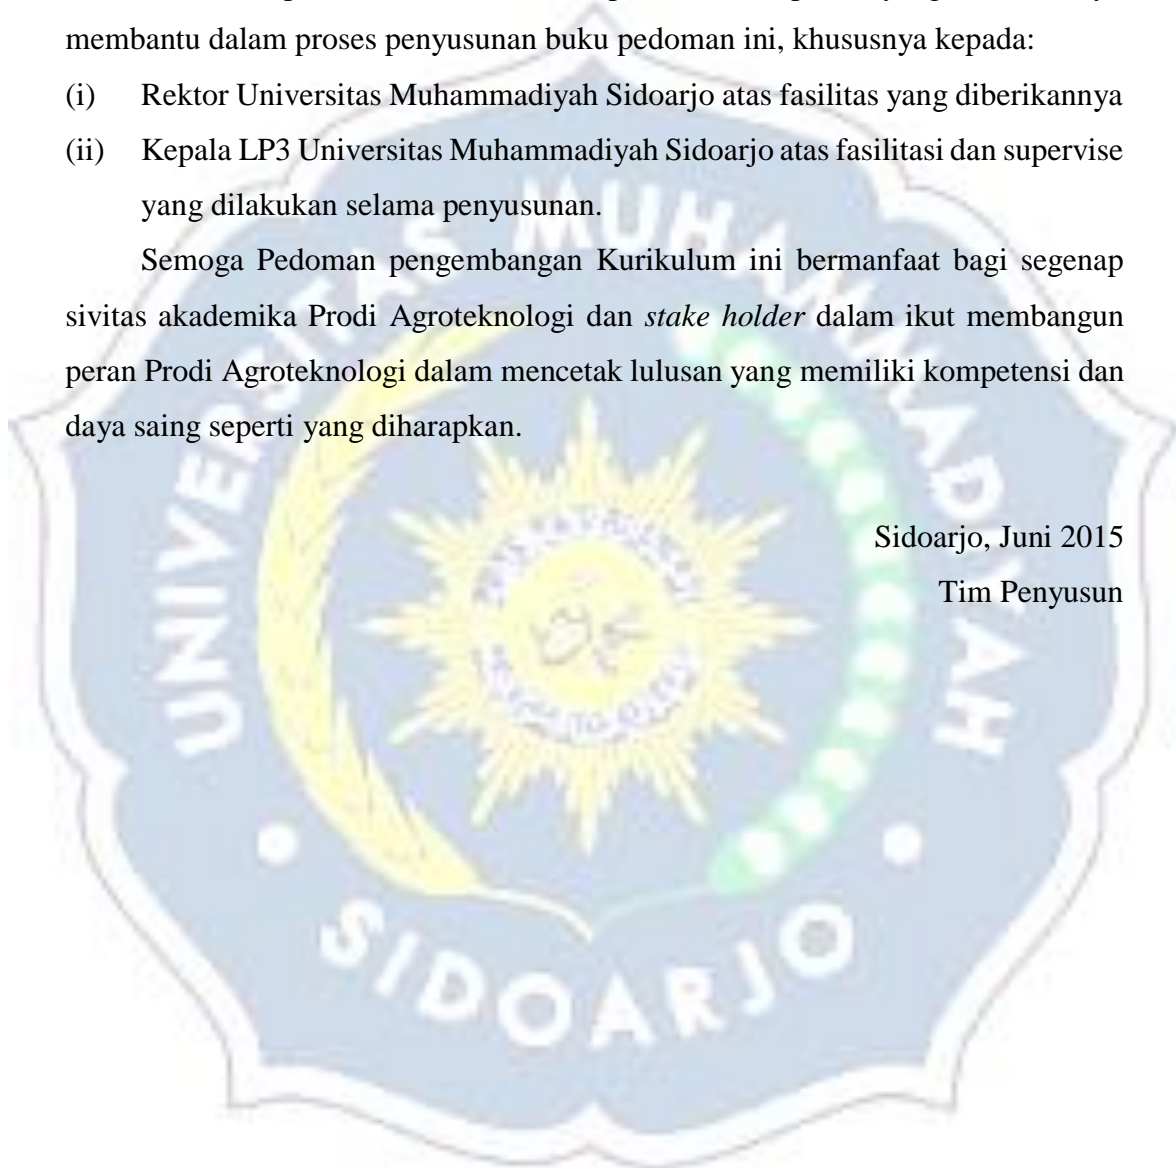 membantu dalam proses penyusunan buku pedoman ini, khususnya kepada:
(i) Rektor Universitas Muhammadiyah Sidoarjo atas fasilitas yang diberikannya
(ii) Kepala LP3 Universitas Muhammadiyah Sidoarjo atas fasilitasi dan supervise
yang dilakukan selama penyusunan.
Semoga Pedoman pengembangan Kurikulum ini bermanfaat bagi segenap
sivitas akademika Prodi Agroteknologi dan stake holder dalam ikut membangun
peran Prodi Agroteknologi dalam mencetak lulusan yang memiliki kompetensi dan
daya saing seperti yang diharapkan.
Sidoarjo, Juni 2015
Tim Penyusun
UNIVERSITAS MUHAMMADIYAH
SIDOARJO